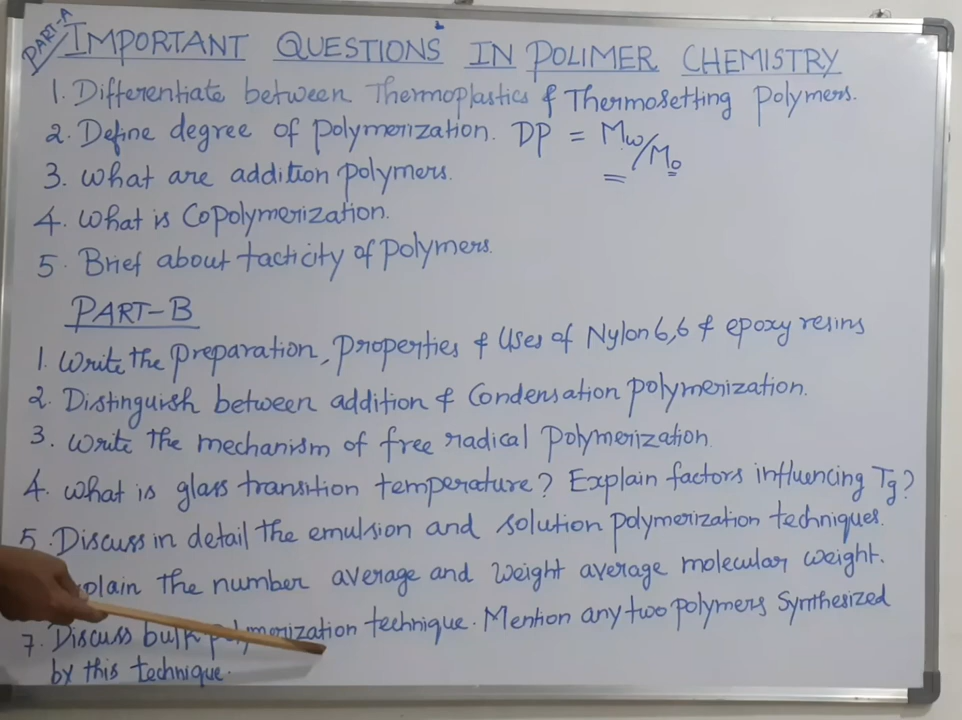 PART-A
IMPORTANT QUESTIONS IN POLIMER CHEMISTRY
1. Differentiate between Thermoplastics & Thermosetting Polymers.
2. Define degree of polymerization. DP = Mw/Mo
3. What are addition polymers.
4. What is Copolymerization.
5. Brief about tacticity of polymers.
PART-B
1. Write the Preparation, Properties & Uses of Nylon 6,6 & epoxy resins
2. Distinguish between addition & Condensation polymerization.
3. Write the mechanism of free radical Polymerization.
4. What is glass transition temperature? Explain factors influencing Tg?
5. Discuss in detail the emulsion and solution polymerization techniques.
plain the number average and weight average molecular weight.
7. Discuss bulk polymerization technique. Mention any two polymers Synthesized
by this technique.